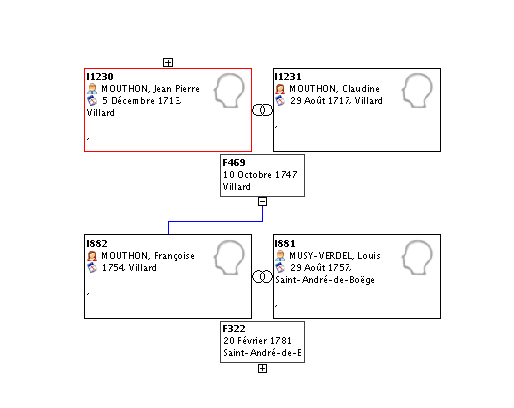 I1230
MOUTHON, Jean Pierre
5 Décembre 1713,
Villard
,
I1231
MOUTHON, Claudine
29 Août 1717, Villard
,
F469
10 Octobre 1747
Villard
I882
MOUTHON, Françoise
1754, Villard
,
I881
MUSY-VERDEL, Louis
29 Août 1757,
Saint-André-de-Boëge
,
F322
20 Février 1781
Saint-André-de-E